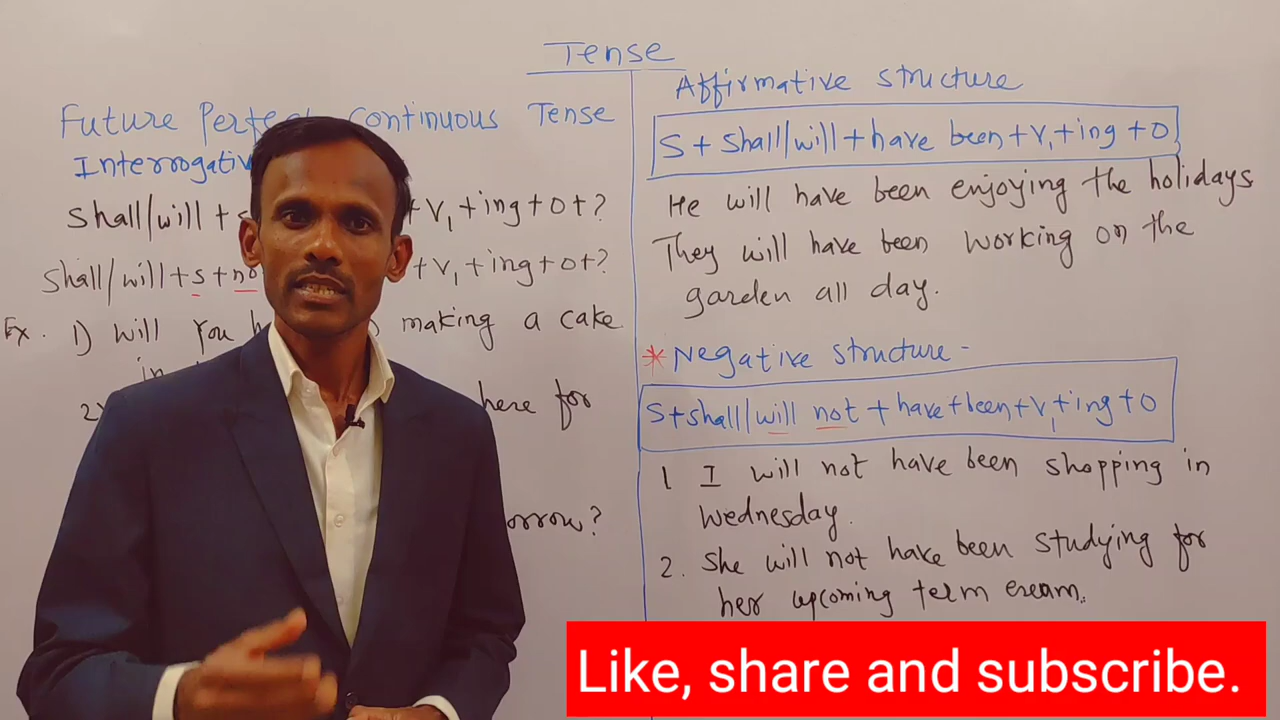 Tense
Future Perfect Continuous Tense
Interrogativ
Shall/will + s + V1 + ing + O + ?
Shall/will + s + no + V1 + ing + O + ?
Ex. 1) Will you h making a cake
in
2) here for
orrow?
Affirmative structure
S + shall/will + have been + V1 + ing + O
He will have been enjoying the holidays
They will have been working on the
garden all day.
* Negative structure -
S + shall/will not + have + been + V1 + ing + O
1 I will not have been shopping in
Wednesday.
2. She will not have been studying for
her upcoming term exam.
Like, share and subscribe.